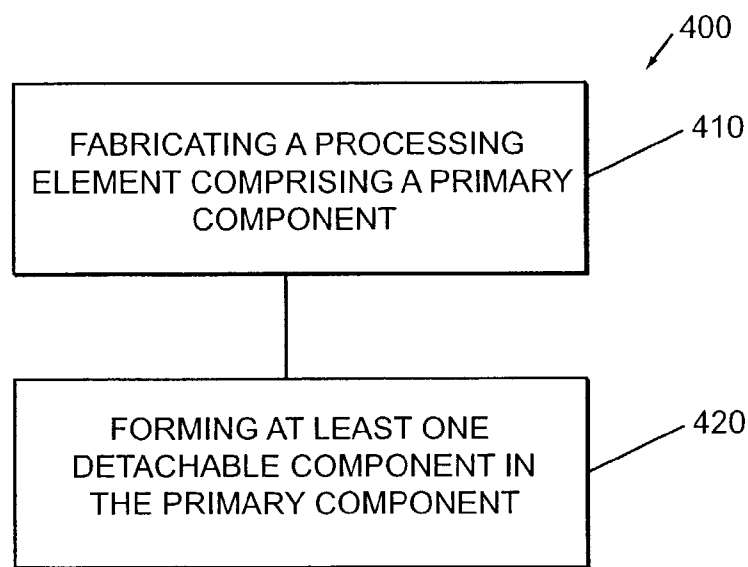 400
FABRICATING A PROCESSING
ELEMENT COMPRISING A PRIMARY
COMPONENT
410
FORMING AT LEAST ONE
DETACHABLE COMPONENT IN
THE PRIMARY COMPONENT
420